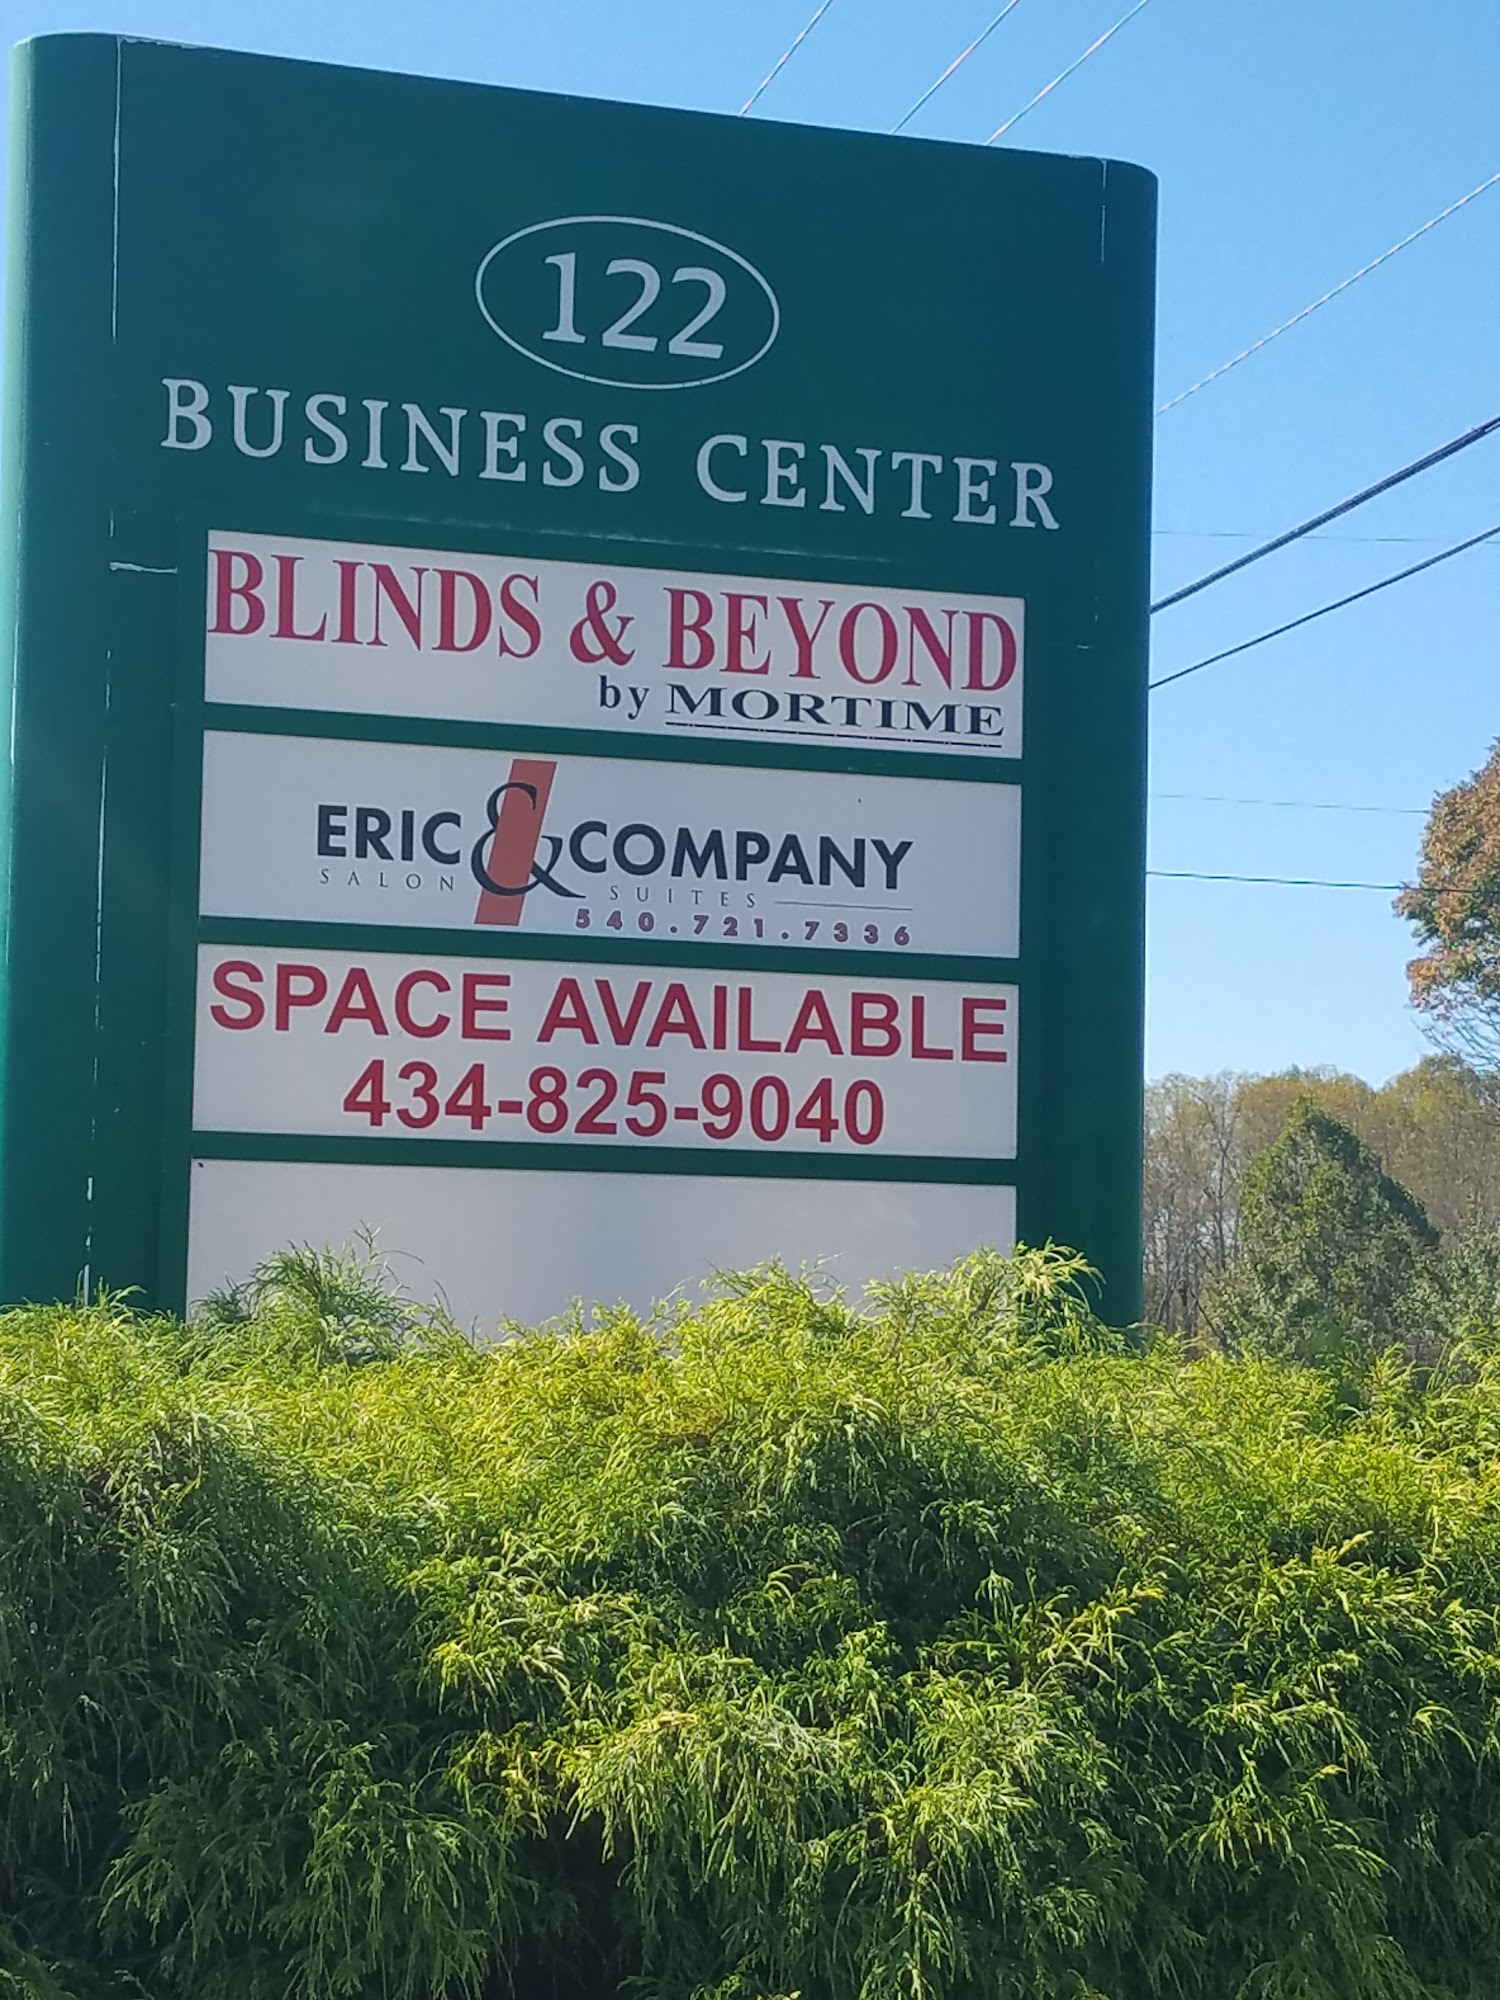 122
BUSINESS CENTER
BLINDS & BEYOND
by MORTIME
ERIC & COMPANY
SALON SUITES
540.721.7336
SPACE AVAILABLE
434-825-9040